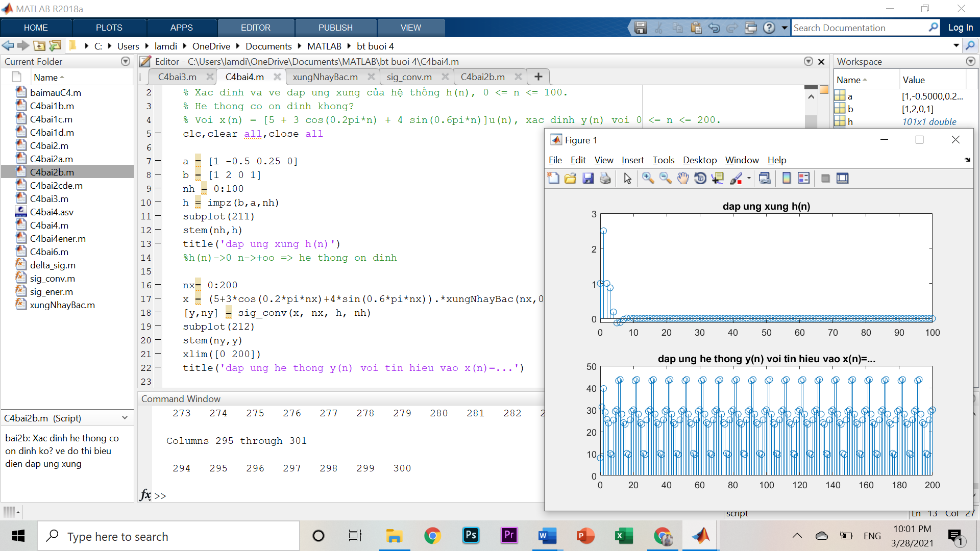 MATLAB R2018a
HOME PLOTS APPS EDITOR PUBLISH VIEW Search Documentation Log In
C: Users lamdi OneDrive Documents MATLAB bt buoi 4
Current Folder
Name
baimauC4.m
C4bai1b.m
C4bai1c.m
C4bai1d.m
C4bai2.m
C4bai2a.m
C4bai2b.m
C4bai2cde.m
C4bai3.m
C4bai4.asv
C4bai4.m
C4bai4ener.m
C4bai6.m
delta_sig.m
sig_conv.m
sig_ener.m
xungNhayBac.m
C4bai2b.m (Script)
bai2b: Xac dinh he thong co
on dinh ko? ve do thi bieu
dien dap ung xung
Editor C:\Users\lamdi\OneDrive\Documents\MATLAB\bt buoi 4\C4bai4.m
C4bai3.m C4bai4.m xungNhayBac.m sig_conv.m C4bai2b.m
2 % Xac dinh va ve dap ung xung của hệ thống h(n), 0 <= n <= 100.
3 % He thong co on dinh khong?
4 % Voi x(n) = [5 + 3 cos(0.2pi*n) + 4 sin(0.6pi*n)]u(n), xac dinh y(n) voi 0 <= n <= 200.
5 clc,clear all,close all
6
7 a = [1 -0.5 0.25 0]
8 b = [1 2 0 1]
9 nh = 0:100
10 h = impz(b,a,nh)
11 subplot(211)
12 stem(nh,h)
13 title('dap ung xung h(n)')
14 %h(n)->0 n->+oo => he thong on dinh
15
16 nx= 0:200
17 x = (5+3*cos(0.2*pi*nx)+4*sin(0.6*pi*nx)).*xungNhayBac(nx,0
18 [y,ny] = sig_conv(x, nx, h, nh)
19 subplot(212)
20 stem(ny,y)
21 xlim([0 200])
22 title('dap ung he thong y(n) voi tin hieu vao x(n)=...')
23
Command Window
273 274 275 276 277 278 279 280 281 282 2
Columns 295 through 301
294 295 296 297 298 299 300
fx >>
Workspace
Name Value
a [1,-0.5000,0.2...
b [1,2,0,1]
h 101x1 double
Figure 1
File Edit View Insert Tools Desktop Window Help
dap ung xung h(n)
3
2
1
0
0 10 20 30 40 50 60 70 80 90 100
dap ung he thong y(n) voi tin hieu vao x(n)=...
50
40
30
20
10
0
0 20 40 60 80 100 120 140 160 180 200
script Ln 13 Col 27
Type here to search
ENG
10:01 PM
3/28/2021
1